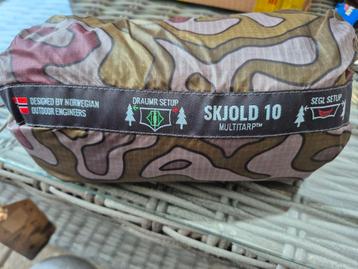 DESIGNED BY NORWEGIAN
OUTDOOR ENGINEERS
DRAUMR SETUP
SKJOLD 10
MULTITARP™
SEGL SETUP